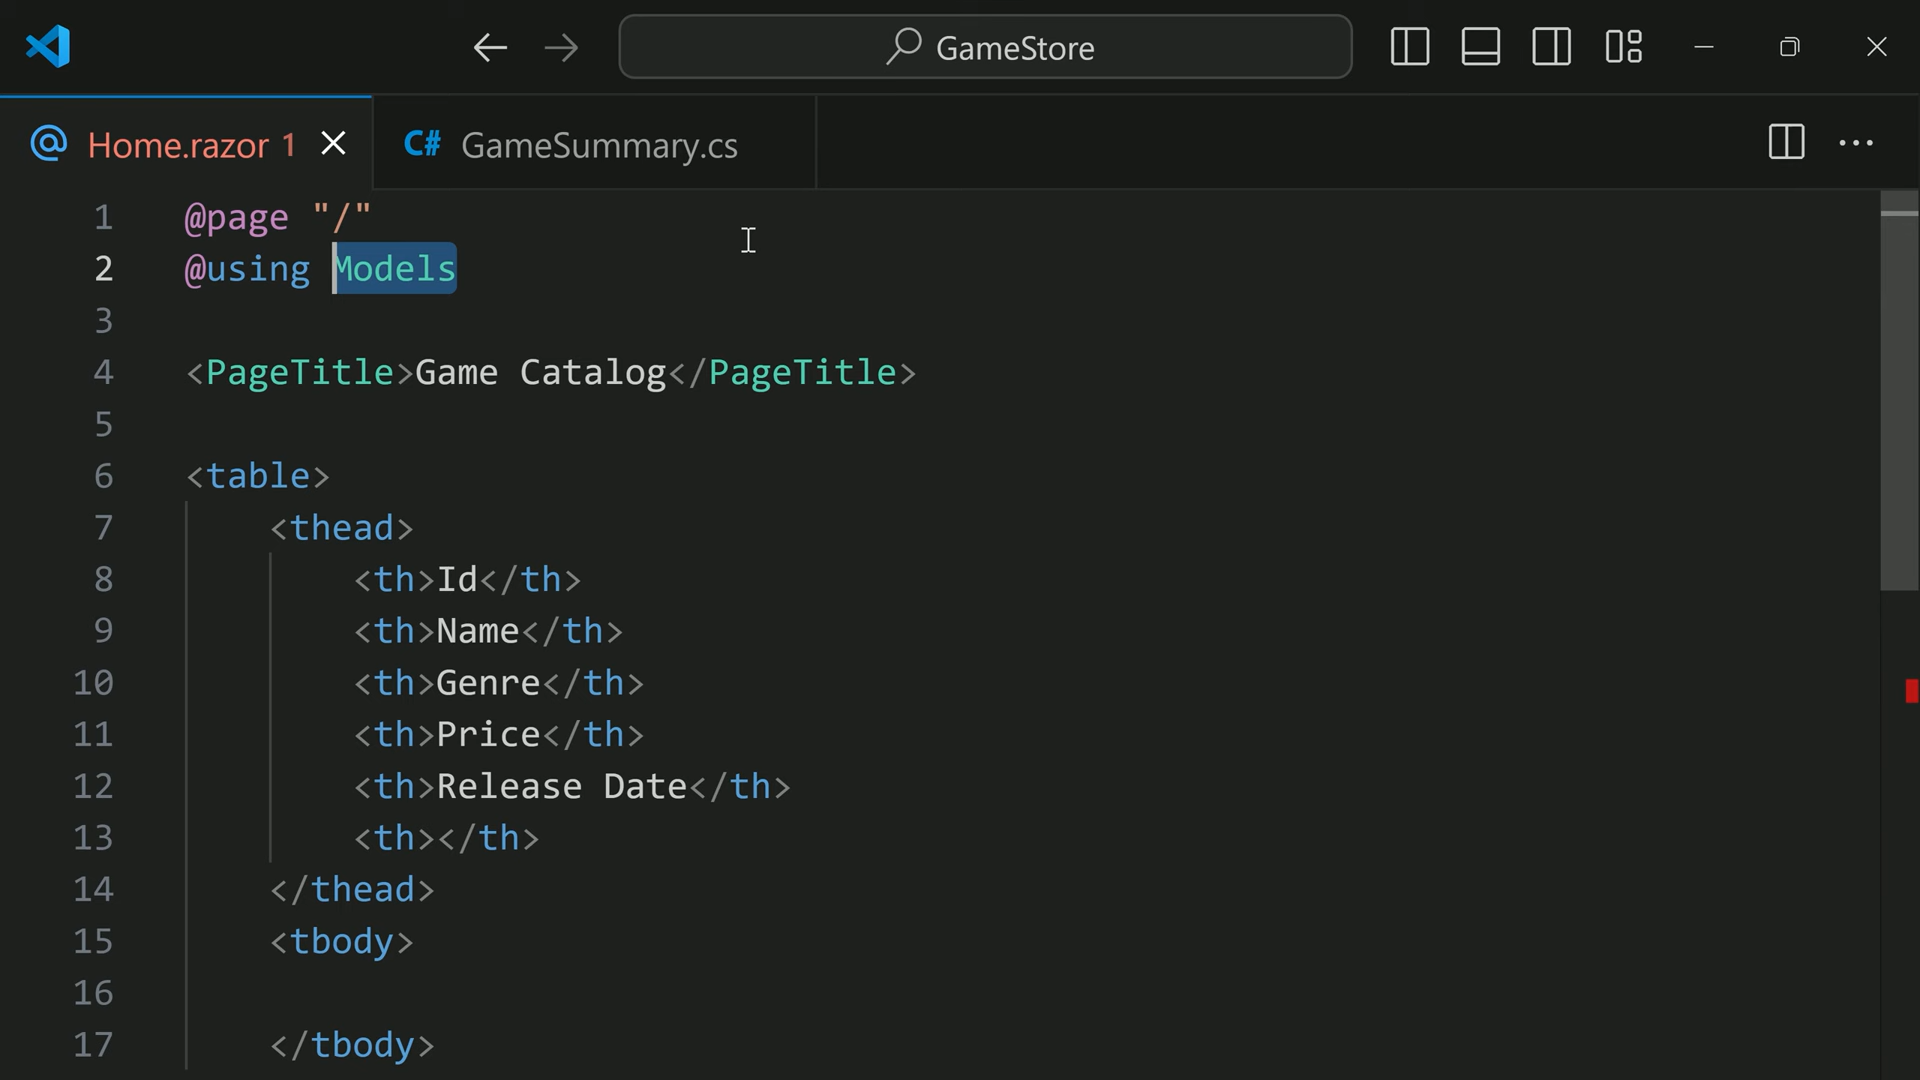 GameStore
Home.razor 1
C# GameSummary.cs
1 @page "/"
2 @using Models
3
4 <PageTitle>Game Catalog</PageTitle>
5
6 <table>
7 <thead>
8 <th>Id</th>
9 <th>Name</th>
10 <th>Genre</th>
11 <th>Price</th>
12 <th>Release Date</th>
13 <th></th>
14 </thead>
15 <tbody>
16
17 </tbody>